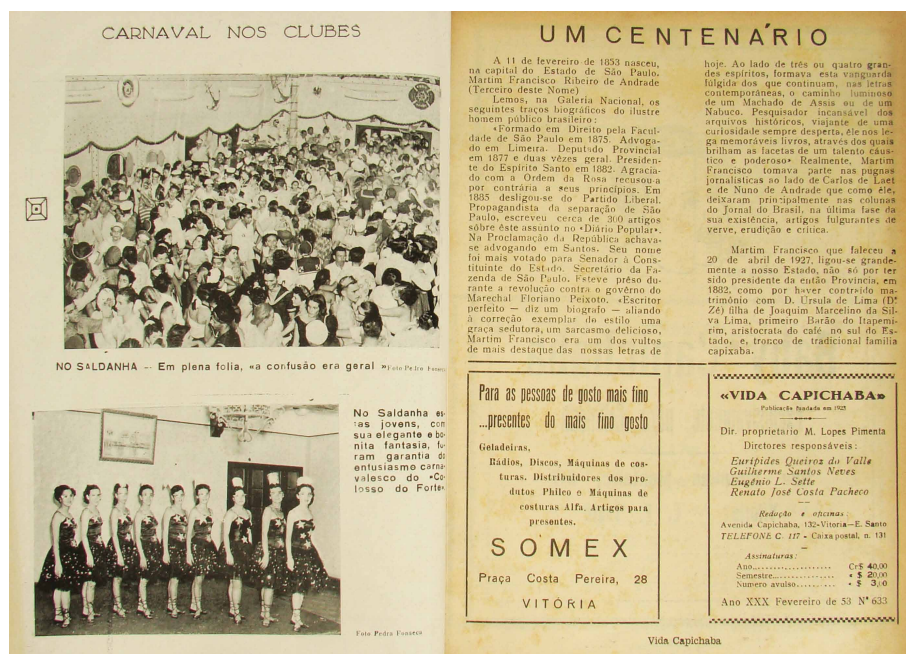 CARNAVAL NOS CLUBES
NO SALDANHA -- Em plena folia, «a confusão era geral»
Foto Pedro
No Saldanha es-
tas jovens, com
sua elegante e bo-
nita fantasia, fo-
ram garantia do
entusiasmo carna-
valesco do «Co-
losso do Forte»
Foto Pedro Fonseca
UM CENTENÁRIO
A 11 de fevereiro de 1853 nasceu,
na capital do Estado de São Paulo,
Martim Francisco Ribeiro de Andrade
(Terceiro deste Nome)
Lemos, na Galeria Nacional, os
seguintes traços biográficos do ilustre
homem público brasileiro:
«Formado em Direito pela Facul-
dade de São Paulo em 1875. Advoga-
do em Limeira. Deputado Provincial
em 1877 e duas vêzes geral. Presiden-
te do Espírito Santo em 1882. Agracia-
do com a Ordem da Rosa recusou-a
por contrária a seus princípios. Em
1885 desligou-se do Partido Liberal.
Propagandista da separação de São
Paulo, escreveu cerca de 300 artigos
sôbre êste assunto no «Diário Popular».
Na Proclamação da República achava-
se advogando em Santos. Seu nome
foi mais votado para Senador à Cons-
tituinte do Estado. Secretário da Fa-
zenda de São Paulo. Esteve prêso du-
rante a revolução contra o govêrno do
Marechal Floriano Peixoto. «Escritor
perfeito — diz um biografo — aliando
à correção exemplar do estilo uma
graça sedutora, um sarcasmo delicioso,
Martim Francisco era um dos vultos
de mais destaque das nossas letras de
hoje. Ao lado de três ou quatro gran-
des espíritos, formava esta vanguarda
fúlgida dos que continuam, nas letras
contemporâneas, o caminho luminoso
de um Machado de Assis ou de um
Nabuco. Pesquisador incansável dos
arquivos históricos, viajante de uma
curiosidade sempre desperta, êle nos le-
ga memoráveis livros, através dos quais
brilham as facetas de um talento cáus-
tico e poderoso» Realmente, Martim
Francisco tomava parte nas pugnas
jornalísticas ao lado de Carlos de Laet
e de Nuno de Andrade que como êle,
deixaram principalmente nas colunas
do Jornal do Brasil, na última fase da
sua existência, artigos fulgurantes de
verve, erudição e crítica.
Martim Francisco que faleceu a
20 de abril de 1927, ligou-se grande-
mente a nosso Estado, não só por ter
sido presidente da então Província, em
1882, como por haver contraido ma-
trimónio com D. Ursula de Lima (Dª
Zé) filha de Joaquim Marcelino da Sil-
va Lima, primeiro Barão do Itapemi-
rim, aristocrata do café no sul do Es-
tado, e, tronco de tradicional familia
capixaba.
Para as pessoas de gosto mais fino
...presentes do mais fino gosto
Geladeiras,
Rádios, Discos, Máquinas de cos-
turas. Distribuidores dos pro-
dutos Philco e Máquinas de
costuras Alfa. Artigos para
presentes.
SOMEX
Praça Costa Pereira, 28
VITÓRIA
«VIDA CAPICHABA»
Publicação fundada em 1923
Dir. proprietario M. Lopes Pimenta
Diretores responsáveis:
Eurípides Queiroz do Valle
Guilherme Santos Neves
Eugênio L. Sette
Renato José Costa Pacheco
Redação e oficinas:
Avenida Capichaba, 132-Vitoria—E. Santo
TELEFONE C. 117 - Caixa postal, n. 131
Assinaturas:
Ano.................... Cr$ 40,00
Semestre................ « $ 20,00
Numero avulso.......... « $ 3,00
Ano XXX Fevereiro de 53 Nº 633
Vida Capichaba